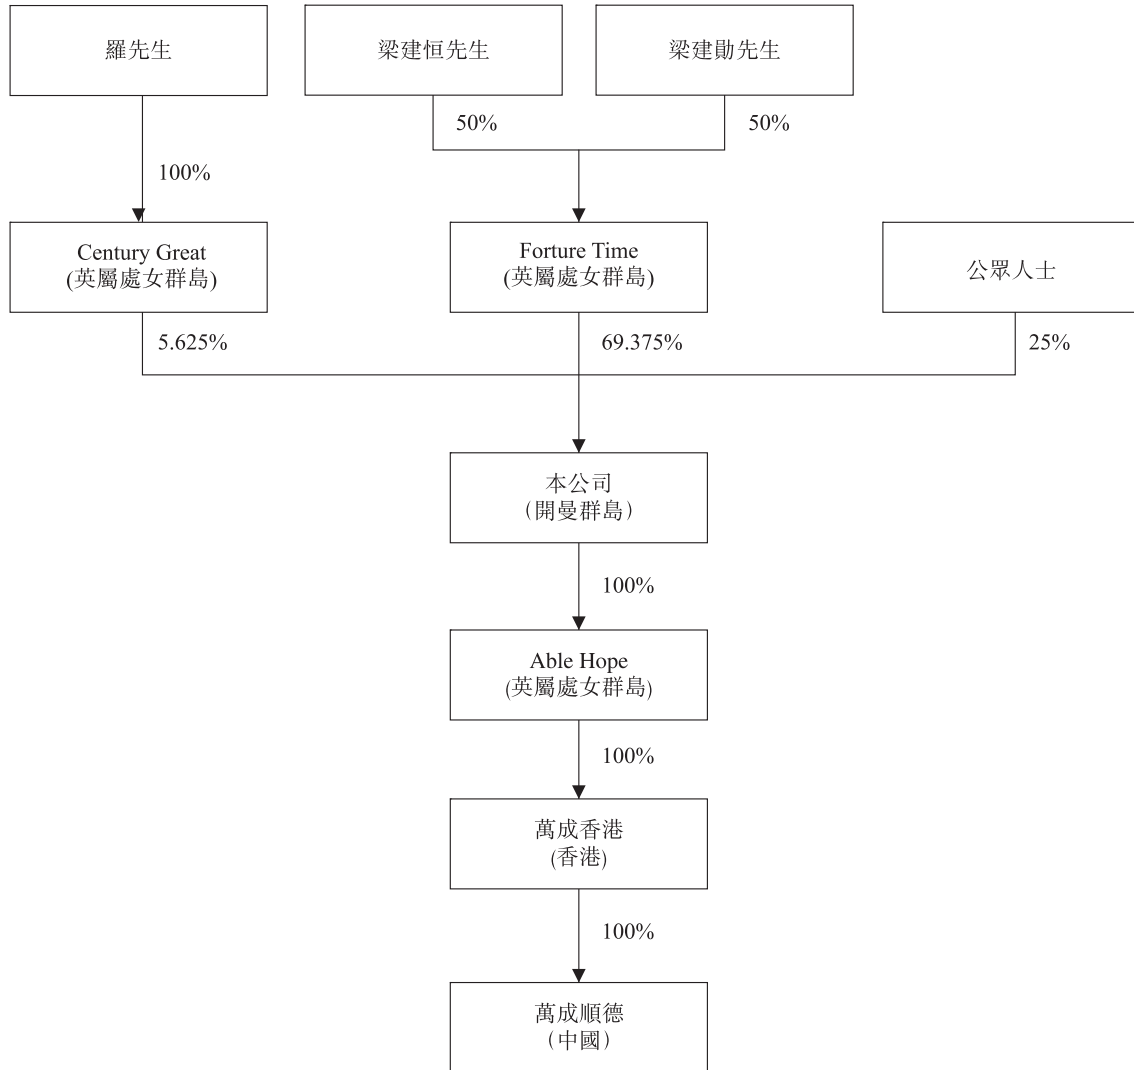 羅先生
梁建恒先生
梁建勛先生
50%
50%
100%
Century Great
(英屬處女群島)
Forture Time
(英屬處女群島)
公眾人士
5.625%
69.375%
25%
本公司
（開曼群島）
100%
Able Hope
(英屬處女群島)
100%
萬成香港
(香港)
100%
萬成順德
（中國）